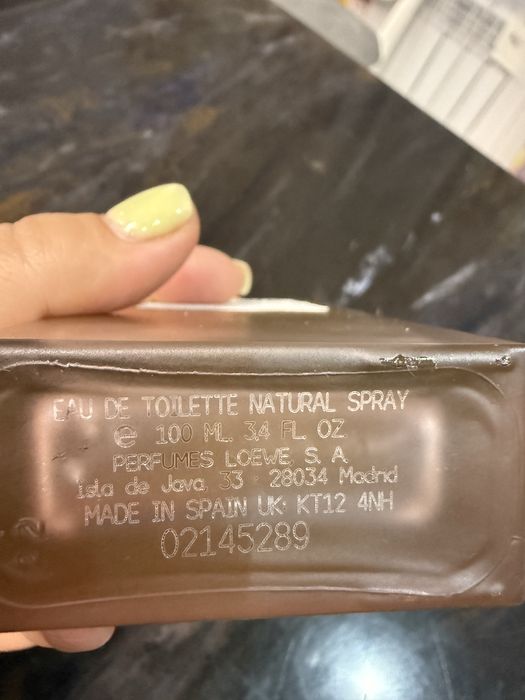 EAU DE TOILETTE NATURAL SPRAY
℮ 100 ML. 3,4 FL. OZ
PERFUMES LOEWE, S. A.
Isla de Java, 33 - 28034 Madrid
MADE IN SPAIN UK: KT12 4NH
02145289